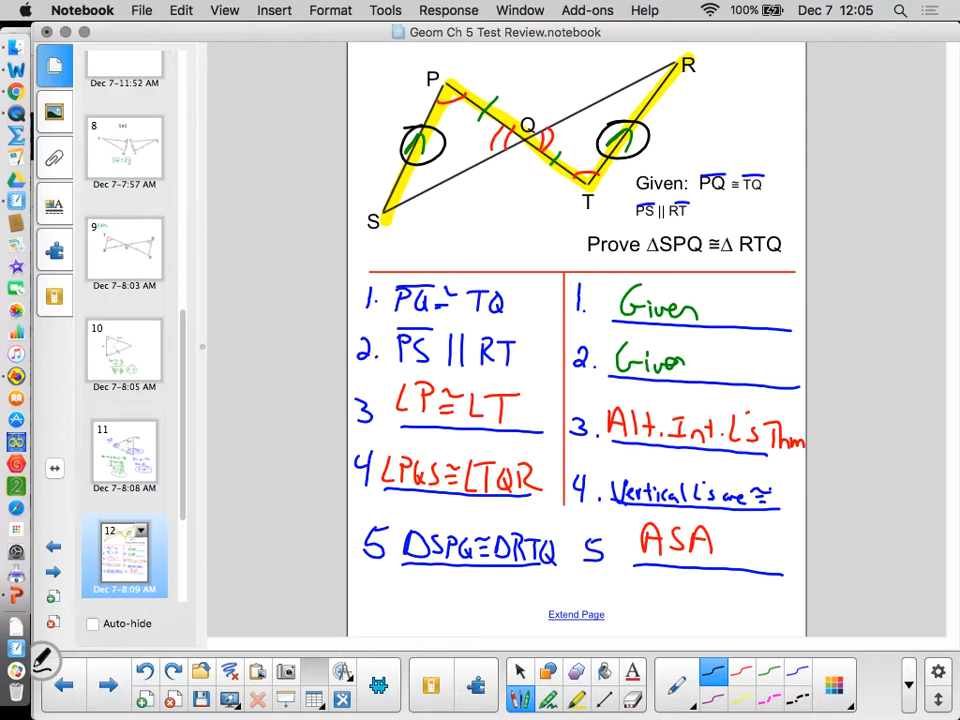 Notebook File Edit View Insert Format Tools Response Window Add-ons Help 100% Dec 7 12:05
Geom Ch 5 Test Review.notebook
Dec 7-11:52 AM
8
Dec 7-7:57 AM
9
Dec 7-8:03 AM
10
Dec 7-8:05 AM
11
Dec 7-8:08 AM
12
Dec 7-8:09 AM
Auto-hide
P
R
Q
S
T
Given: PQ ≅ TQ
PS || RT
Prove ΔSPQ ≅Δ RTQ
1. PQ ≅ TQ 1. Given
2. PS || RT 2. Given
3 ∠P ≅ ∠T 3. Alt. Int. ∠'s Thm
4 ∠PQS ≅ ∠TQR 4. Vertical ∠'s are ≅
5 ΔSPQ ≅ ΔRTQ 5 ASA
Extend Page